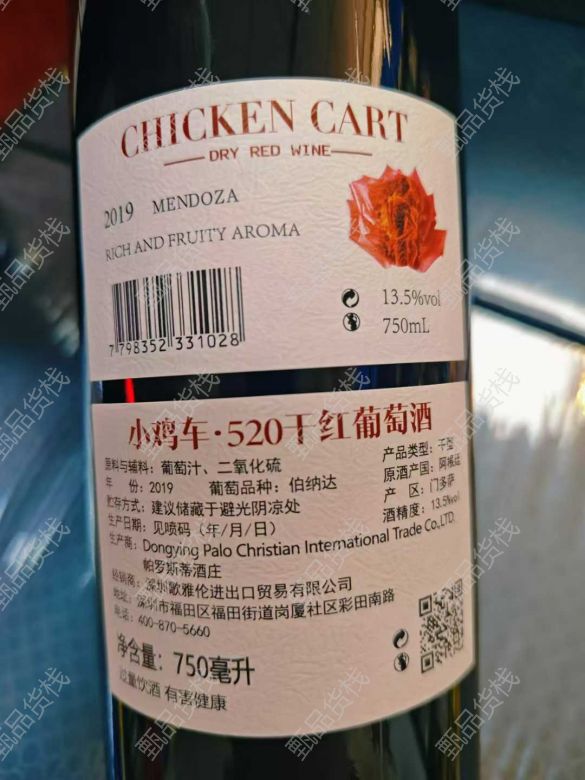 CHICKEN CART
DRY RED WINE
2019 MENDOZA
RICH AND FRUITY AROMA
13.5%vol
750mL
7 798352 331028
小鸡车·520干红葡萄酒
原料与辅料：葡萄汁、二氧化硫
年 份：2019 葡萄品种：伯纳达
贮存方式：建议储藏于避光阴凉处
生产日期：见喷码（年/月/日）
产品类型：干型
原酒产国：阿根廷
产 区：门多萨
酒精度：13.5%vol
生产商：Dongying Palo Christian International Trade Co.,LTD.
帕罗斯蒂酒庄
经销商：深圳歌雅伦进出口贸易有限公司
地址：深圳市福田区福田街道岗厦社区彩田南路
电话：400-870-5660
净含量：750毫升
过量饮酒 有害健康
甄品货栈